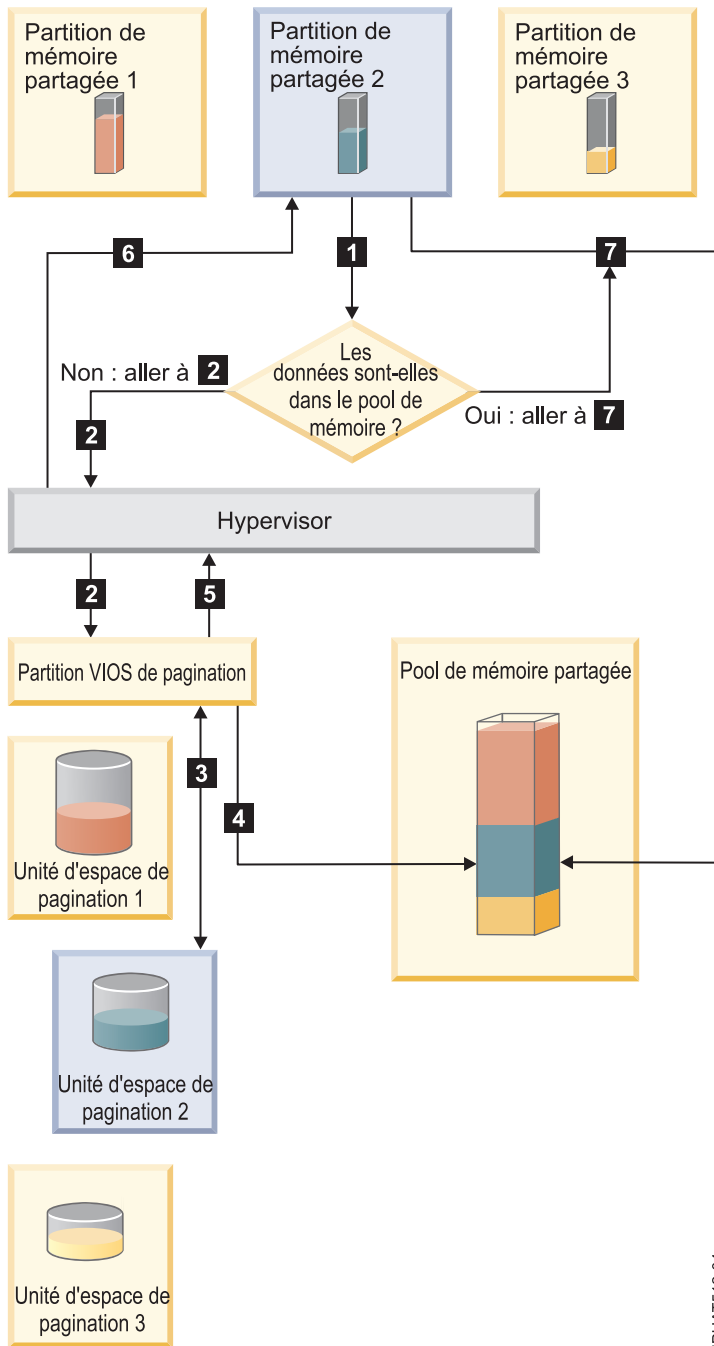 Partition de
mémoire
partagée 1
Partition de
mémoire
partagée 2
Partition de
mémoire
partagée 3
6
1
7
Les
données sont-elles
dans le pool de
mémoire ?
Non : aller à 2
Oui : aller à 7
2
Hypervisor
2
5
Partition VIOS de pagination
Pool de mémoire partagée
3
4
Unité d'espace de
pagination 1
Unité d'espace de
pagination 2
Unité d'espace de
pagination 3